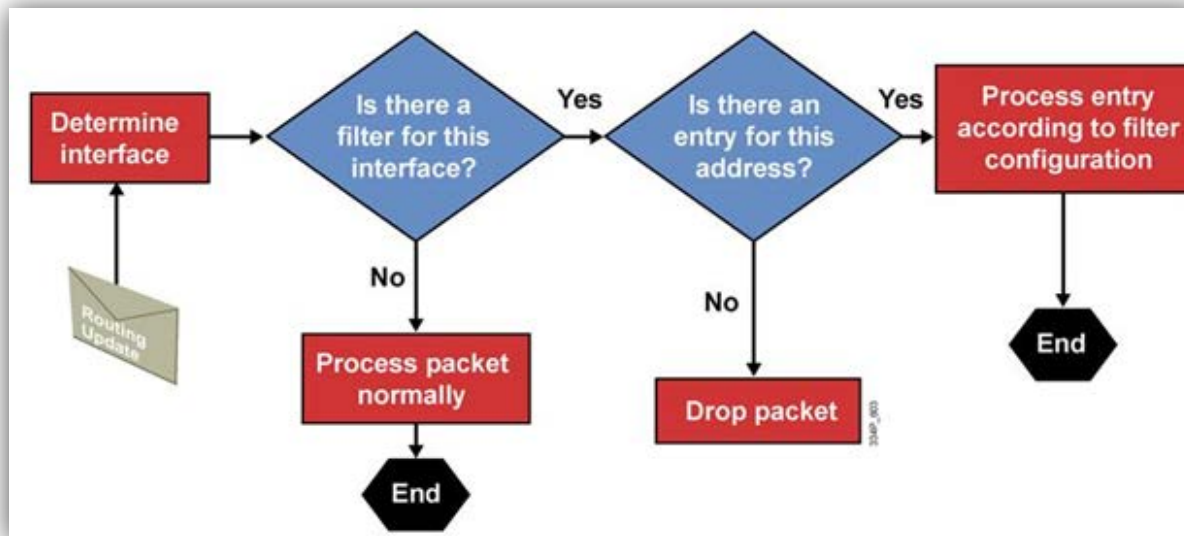 Determine
interface
Routing
Update
Is there a
filter for this
interface?
Yes
No
Process packet
normally
End
Is there an
entry for this
address?
Yes
No
Drop packet
334P_603
Process entry
according to filter
configuration
End